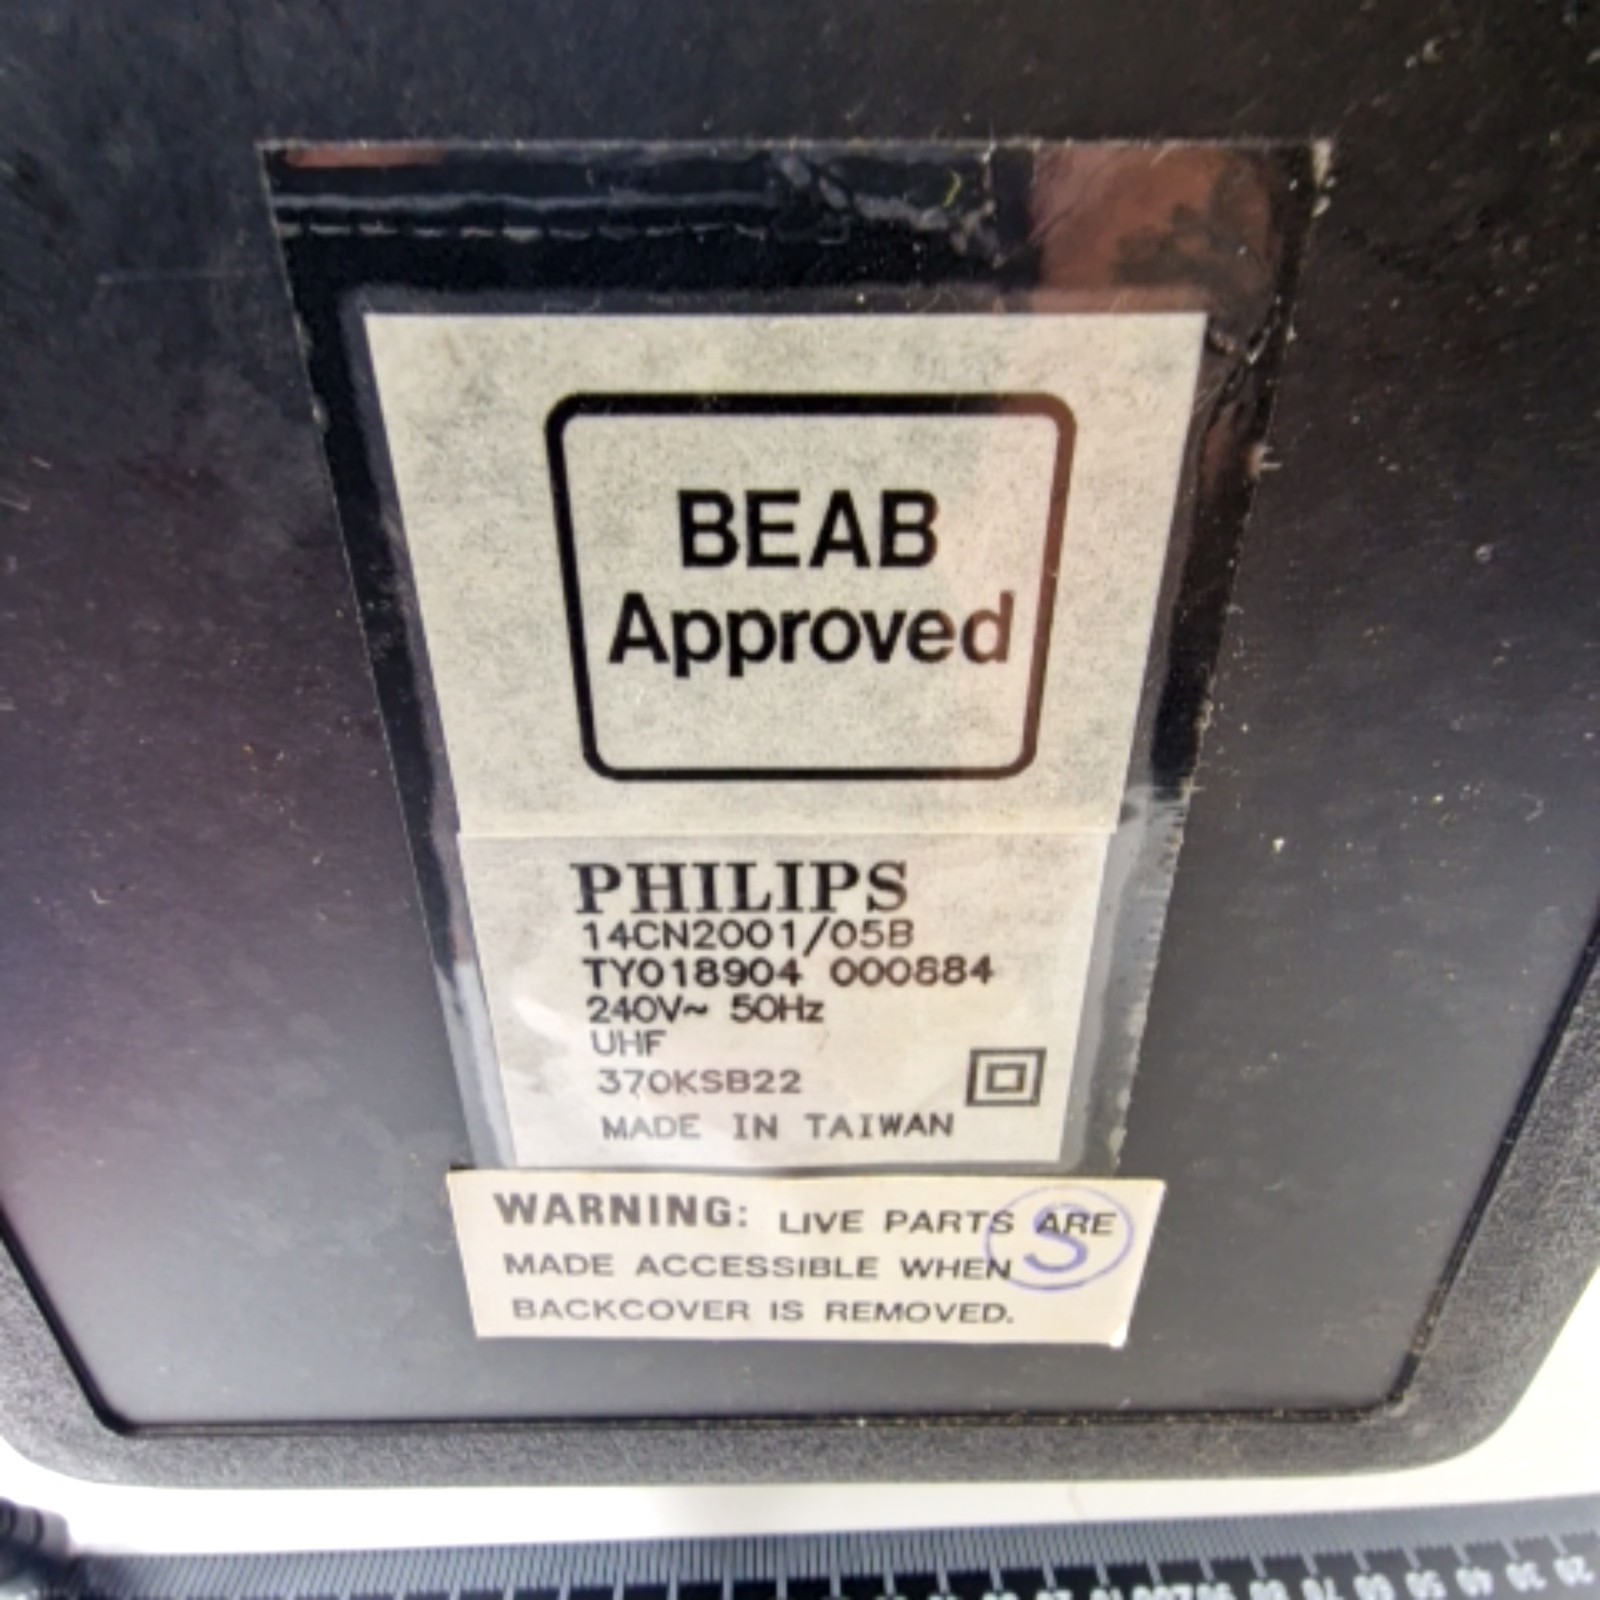 BEAB
Approved
PHILIPS
14CN2001/05B
TY018904 000884
240V~ 50Hz
UHF
370KSB22
MADE IN TAIWAN
WARNING: LIVE PARTS ARE
MADE ACCESSIBLE WHEN
BACKCOVER IS REMOVED.
S